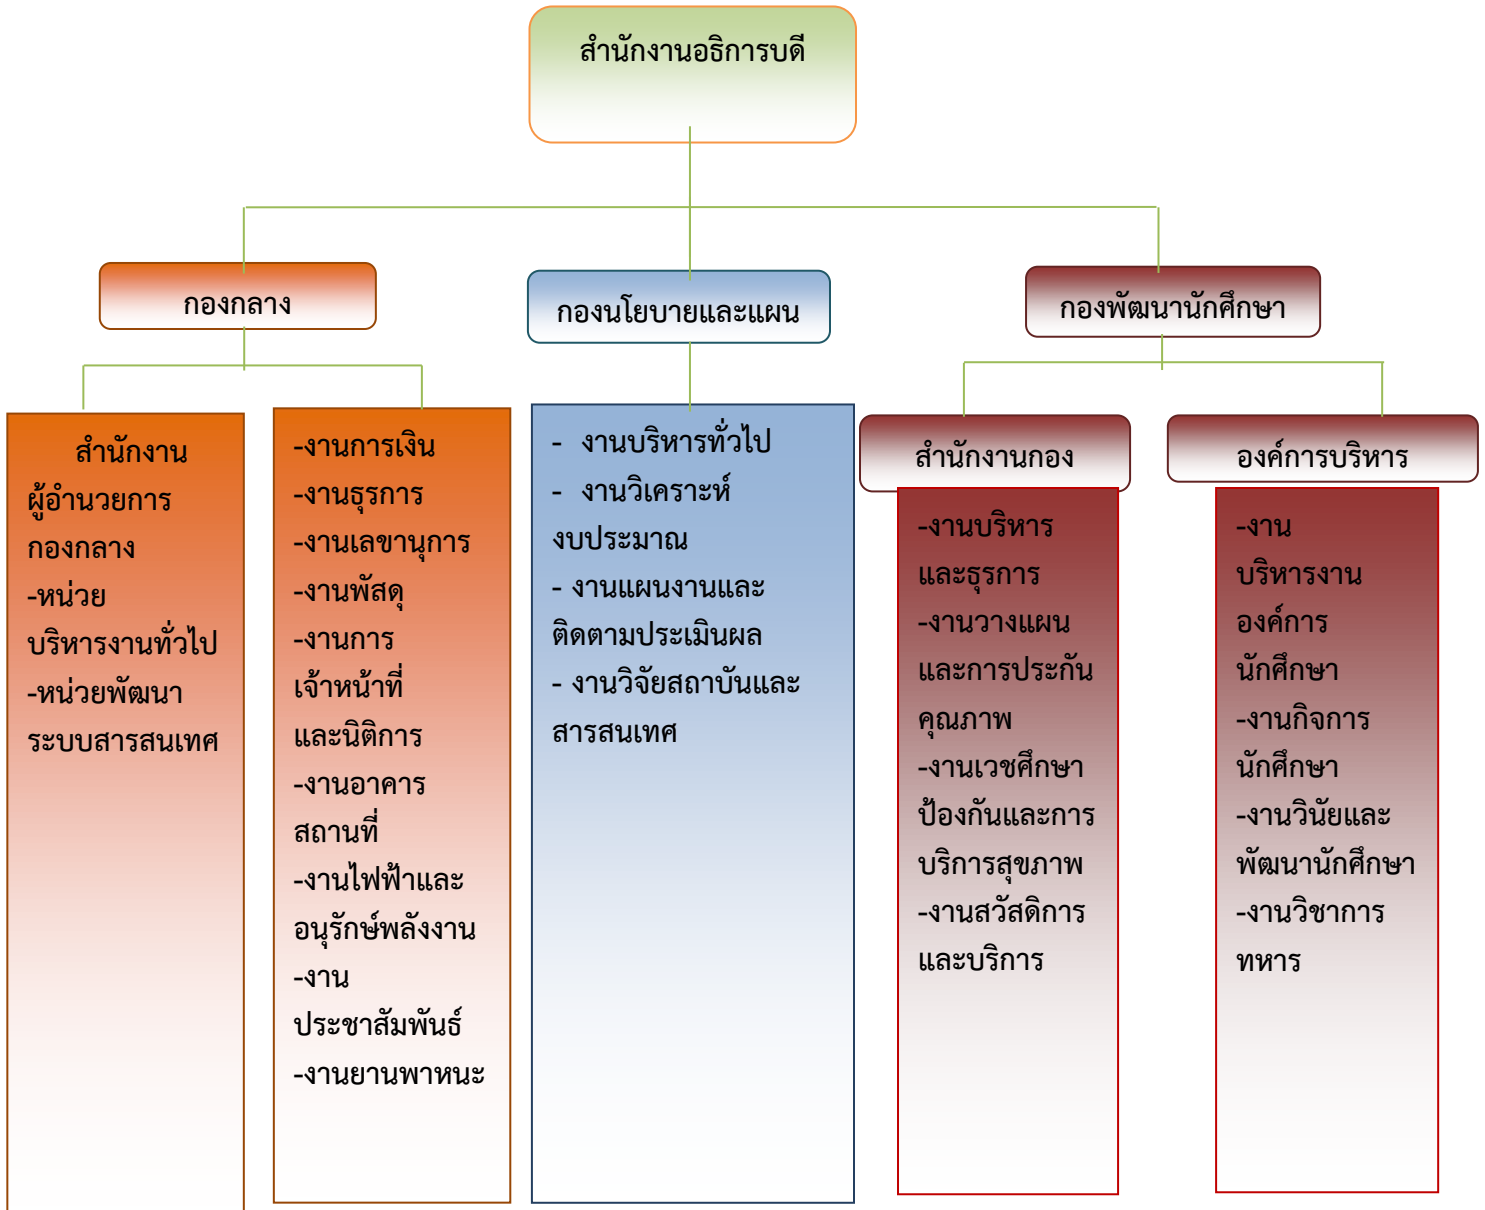 สำนักงานอธิการบดี
กองกลาง
กองนโยบายและแผน
กองพัฒนานักศึกษา
สำนักงาน
ผู้อำนวยการ
กองกลาง
-หน่วย
บริหารงานทั่วไป
-หน่วยพัฒนา
ระบบสารสนเทศ
-งานการเงิน
-งานธุรการ
-งานเลขานุการ
-งานพัสดุ
-งานการ
เจ้าหน้าที่
และนิติการ
-งานอาคาร
สถานที่
-งานไฟฟ้าและ
อนุรักษ์พลังงาน
-งาน
ประชาสัมพันธ์
-งานยานพาหนะ
- งานบริหารทั่วไป
- งานวิเคราะห์
งบประมาณ
- งานแผนงานและ
ติดตามประเมินผล
- งานวิจัยสถาบันและ
สารสนเทศ
สำนักงานกอง
-งานบริหาร
และธุรการ
-งานวางแผน
และการประกัน
คุณภาพ
-งานเวชศึกษา
ป้องกันและการ
บริการสุขภาพ
-งานสวัสดิการ
และบริการ
องค์การบริหาร
-งาน
บริหารงาน
องค์การ
นักศึกษา
-งานกิจการ
นักศึกษา
-งานวินัยและ
พัฒนานักศึกษา
-งานวิชาการ
ทหาร